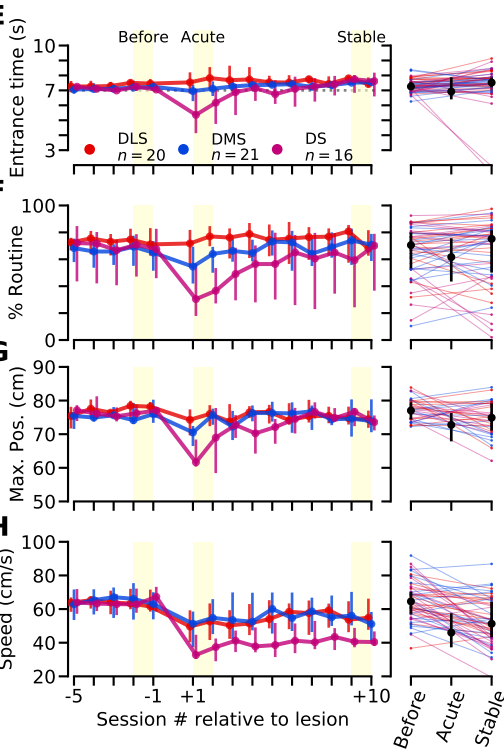 Before Acute Stable
Entrance time (s)
10
7
3
DLS
n = 20
DMS
n = 21
DS
n = 16
% Routine
100
0
Max. Pos. (cm)
90
80
70
60
50
Speed (cm/s)
100
80
60
40
20
-5 -1 +1 +10
Session # relative to lesion
Before
Acute
Stable